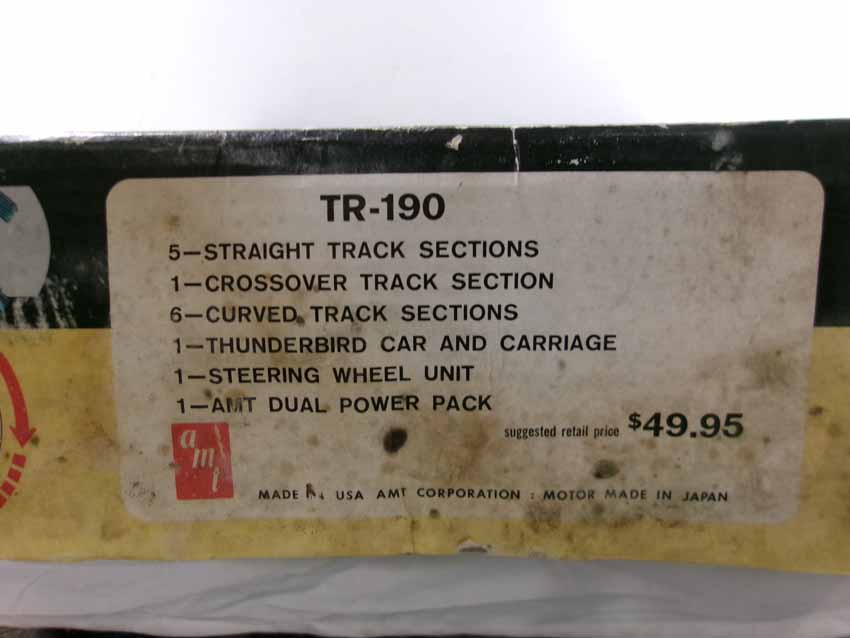 TR-190
5—STRAIGHT TRACK SECTIONS
1—CROSSOVER TRACK SECTION
6—CURVED TRACK SECTIONS
1—THUNDERBIRD CAR AND CARRIAGE
1—STEERING WHEEL UNIT
1—AMT DUAL POWER PACK
suggested retail price $49.95
amt
MADE IN USA AMT CORPORATION : MOTOR MADE IN JAPAN